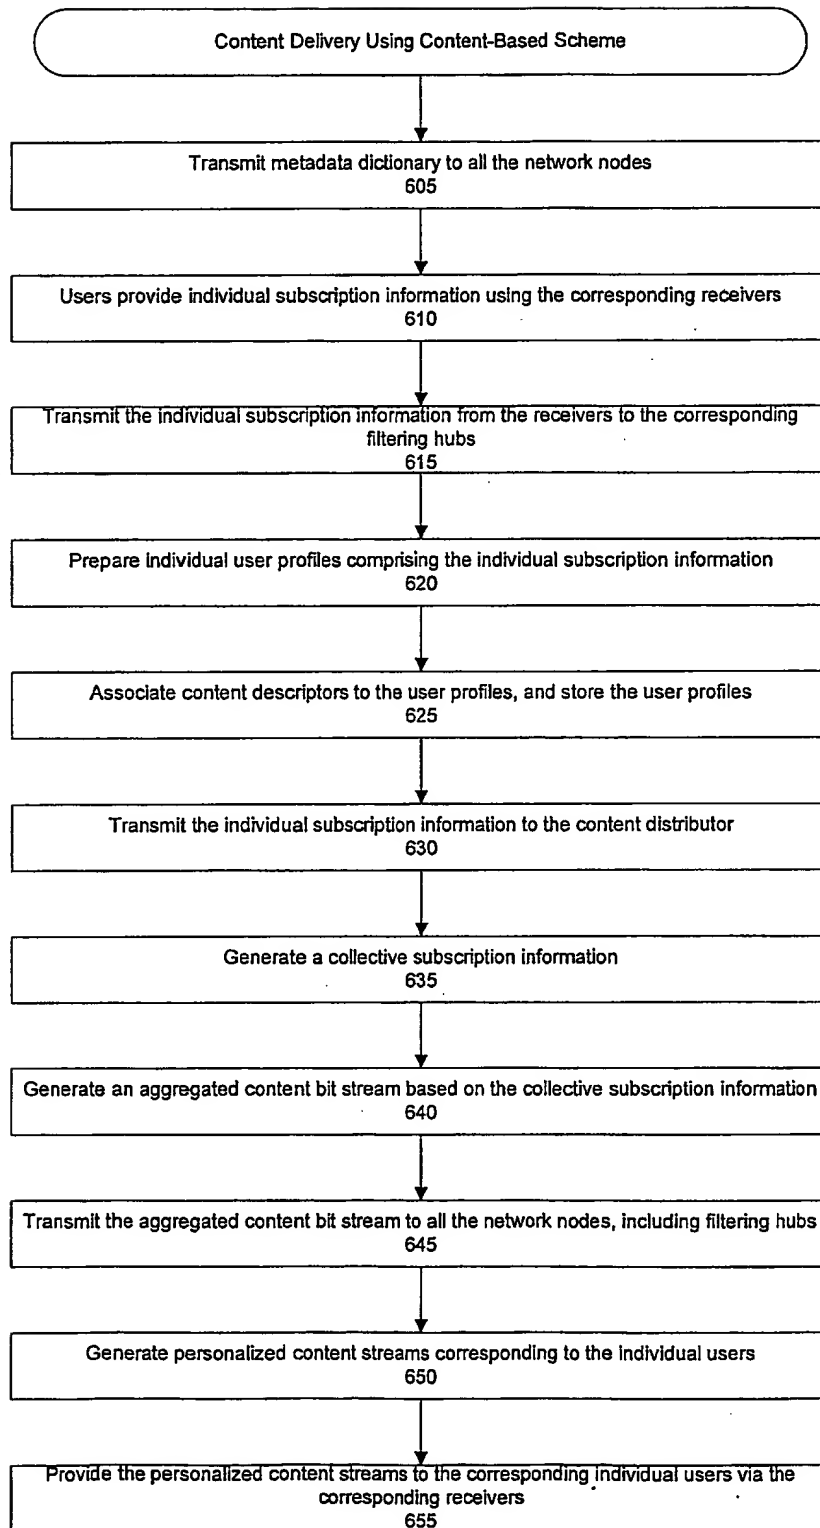 Content Delivery Using Content-Based Scheme
Transmit metadata dictionary to all the network nodes
605
Users provide individual subscription information using the corresponding receivers
610
Transmit the individual subscription information from the receivers to the corresponding
filtering hubs
615
Prepare individual user profiles comprising the individual subscription information
620
Associate content descriptors to the user profiles, and store the user profiles
625
Transmit the individual subscription information to the content distributor
630
Generate a collective subscription information
635
Generate an aggregated content bit stream based on the collective subscription information
640
Transmit the aggregated content bit stream to all the network nodes, including filtering hubs
645
Generate personalized content streams corresponding to the individual users
650
Provide the personalized content streams to the corresponding individual users via the
corresponding receivers
655